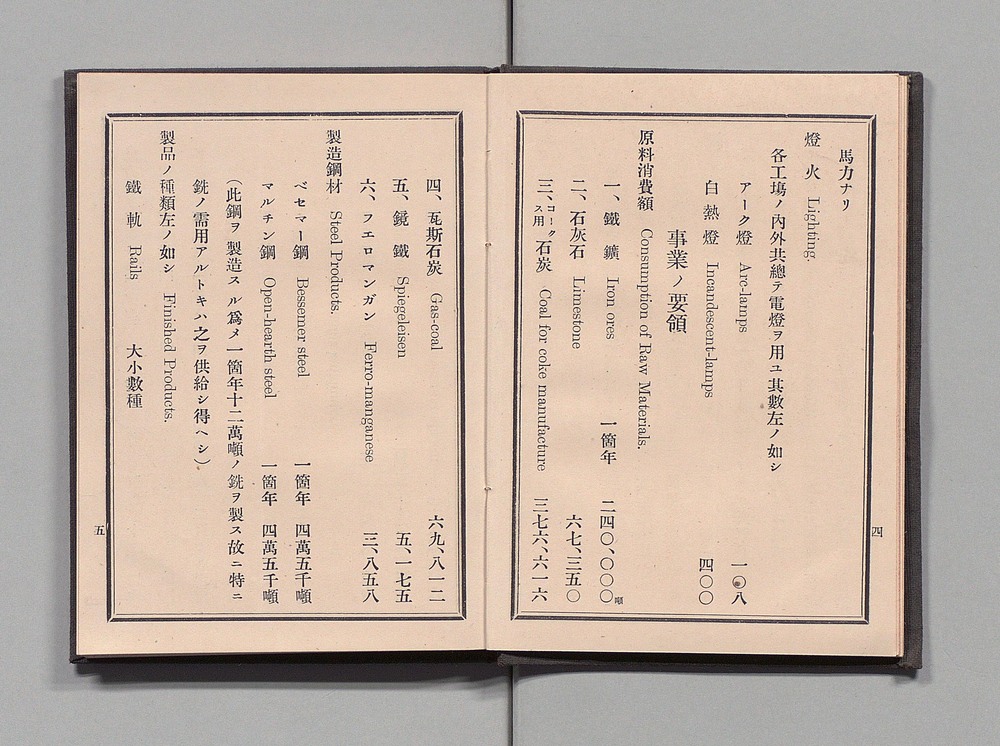 馬力ナリ
燈火 Lighting.
各工塲ノ內外共總テ電燈ヲ用ユ其數左ノ如シ
アーク燈 Arc-lamps 一〇八
白熱燈 Incandescent-lamps 四〇〇
事業ノ要領
原料消費額 Consumption of Raw Materials.
一、鐵鑛 Iron ores 一箇年 二四〇、〇〇〇噸
二、石灰石 Limestone 六七、三五〇
三、コークス用石炭 Coal for coke manufacture 三七六、六一六
四
四、瓦斯石炭 Gas-coal 六九、八一二
五、鏡鐵 Spiegeleisen 五、一七五
六、フエロマンガン Ferro-manganese 三、八五八
製造鋼材 Steel Products.
ベセマー鋼 Bessemer steel 一箇年 四萬五千噸
マルチン鋼 Open-hearth steel 一箇年 四萬五千噸
(此鋼ヲ製造スル爲メ一箇年十二萬噸ノ銑ヲ製ス故ニ特ニ
銑ノ需用アルトキハ之ヲ供給シ得ヘシ)
製品ノ種類左ノ如シ Finished Products.
鐵軌 Rails 大小數種
五